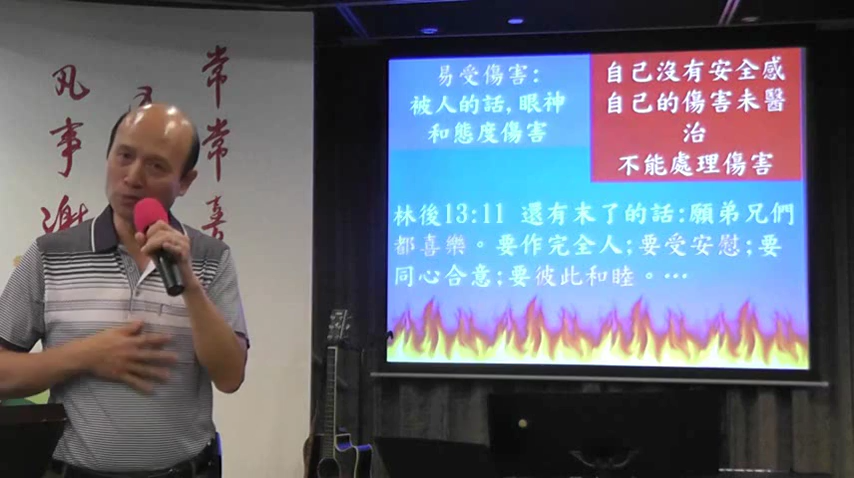 常常喜
凡事謝
易受傷害:
被人的話,眼神
和態度傷害
自己沒有安全感
自己的傷害未醫
治
不能處理傷害
林後13:11 還有末了的話:願弟兄們
都喜樂。要作完全人;要受安慰;要
同心合意;要彼此和睦。…